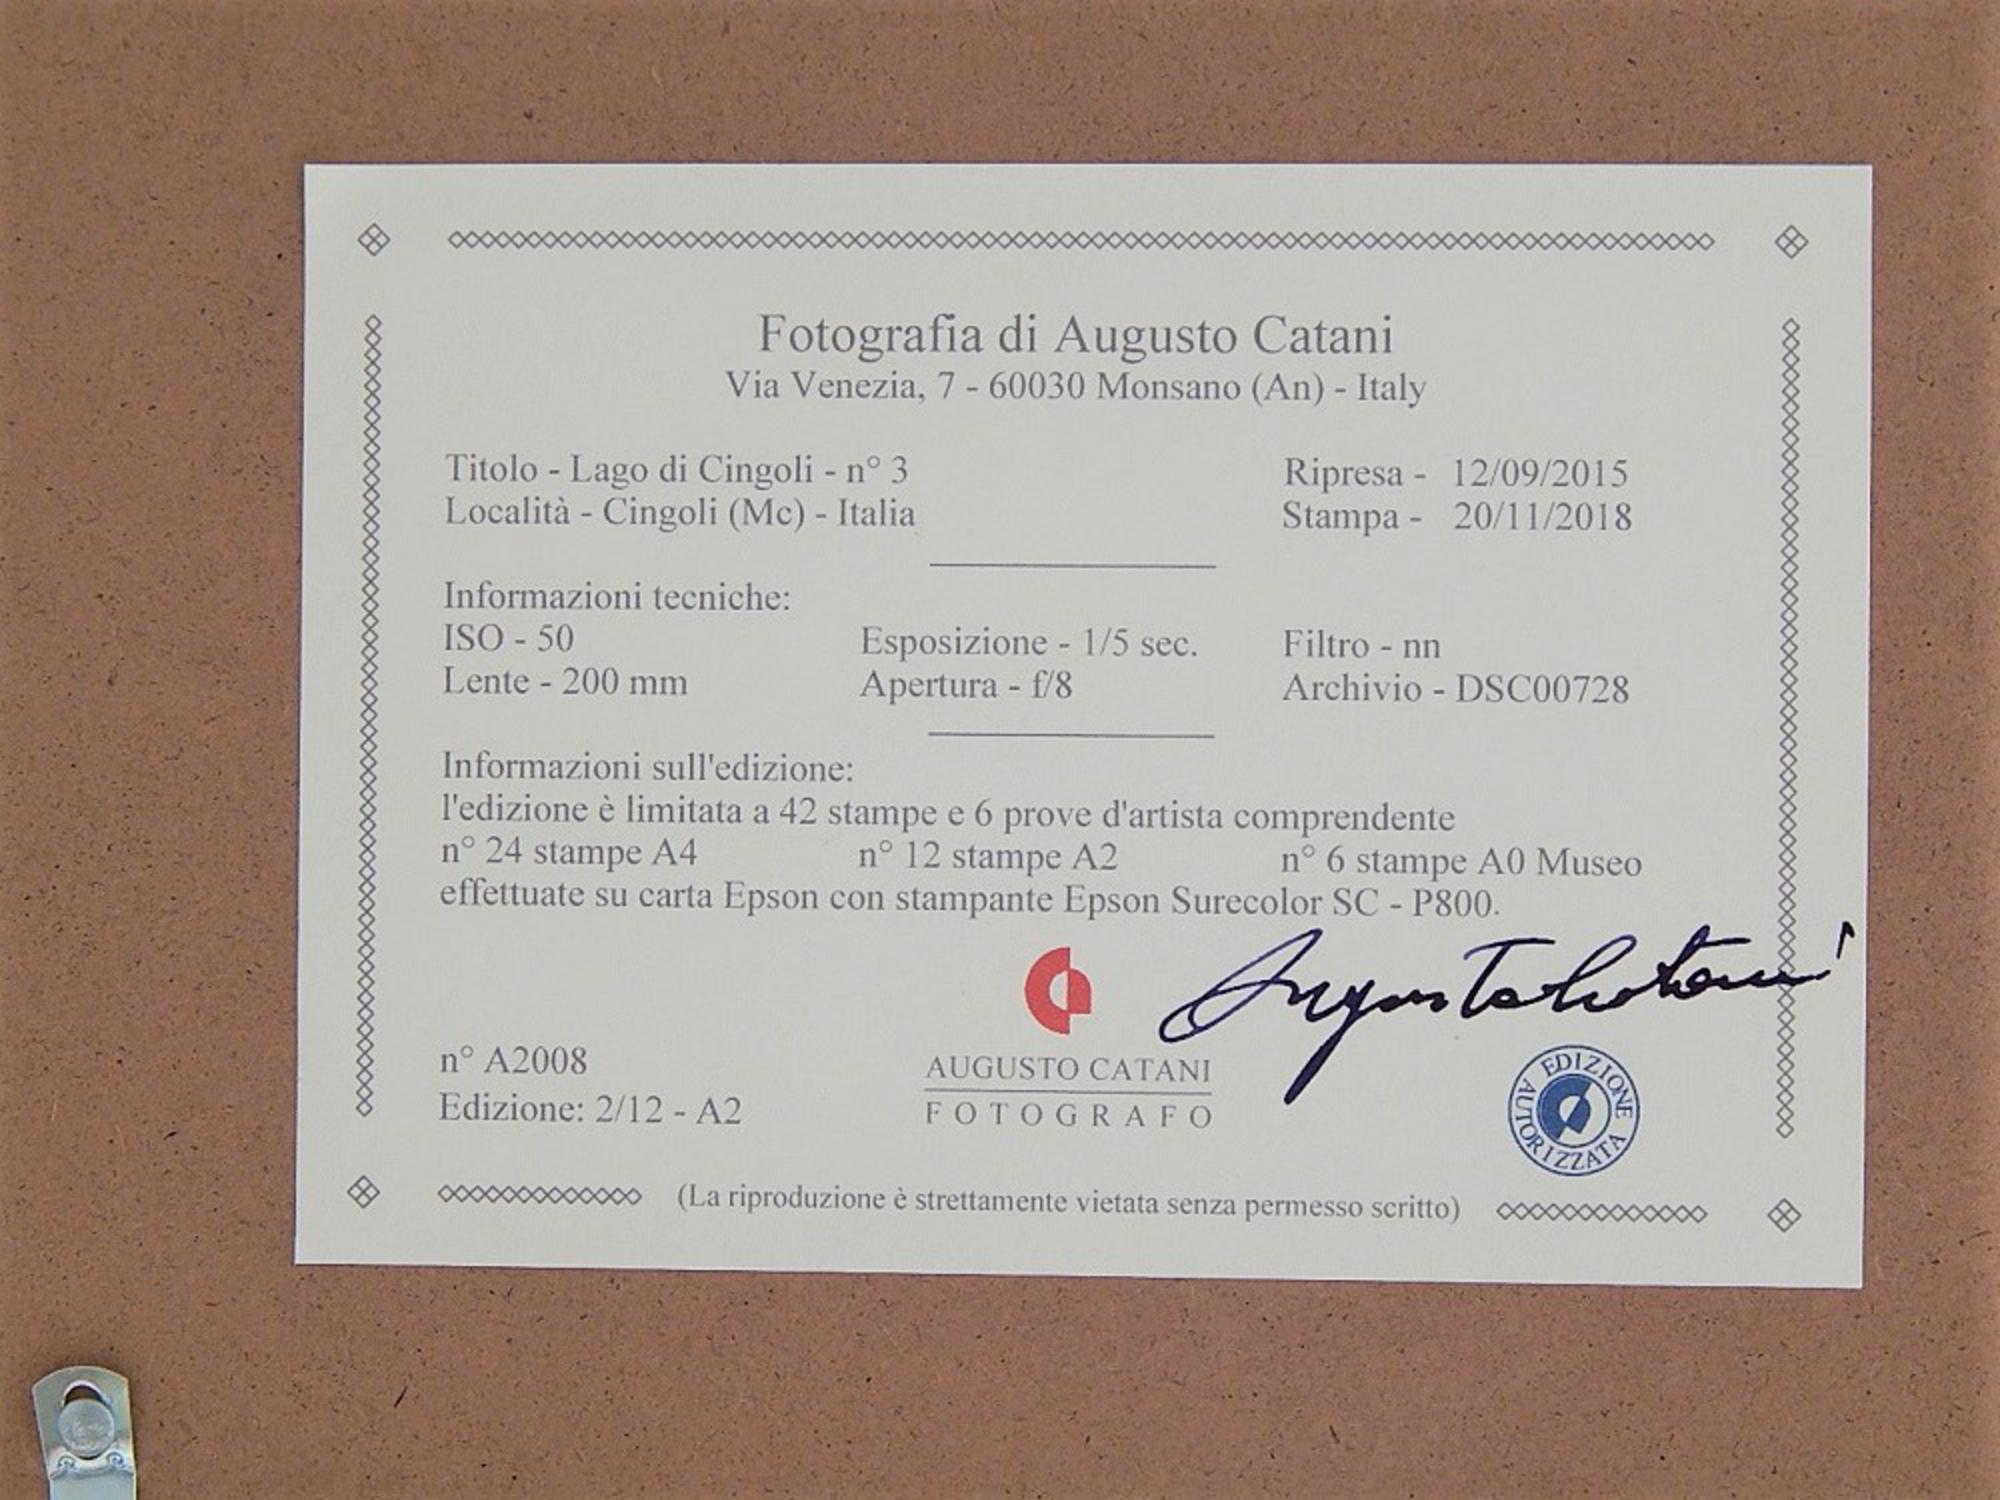 Fotografia di Augusto Catani
Via Venezia, 7 - 60030 Monsano (An) - Italy
Titolo - Lago di Cingoli - n° 3
Ripresa - 12/09/2015
Località - Cingoli (Mc) - Italia
Stampa - 20/11/2018
Informazioni tecniche:
ISO - 50
Esposizione - 1/5 sec.
Filtro - nn
Lente - 200 mm
Apertura - f/8
Archivio - DSC00728
Informazioni sull'edizione:
l'edizione è limitata a 42 stampe e 6 prove d'artista comprendente
n° 24 stampe A4
n° 12 stampe A2
n° 6 stampe A0 Museo
effettuate su carta Epson con stampante Epson Surecolor SC - P800.
Augusto Catani
n° A2008
Edizione: 2/12 - A2
AUGUSTO CATANI
FOTOGRAFO
EDIZIONE AUTORIZZATA
(La riproduzione è strettamente vietata senza permesso scritto)